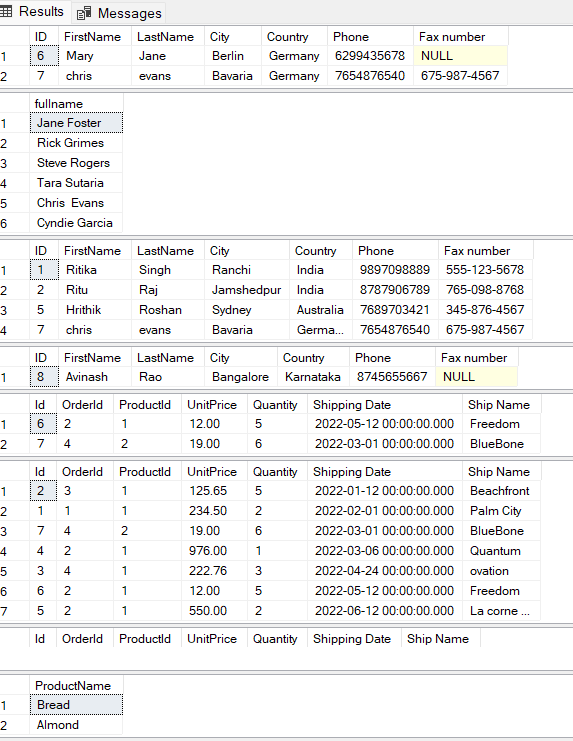 Results Messages
ID FirstName LastName City Country Phone Fax number
1 6 Mary Jane Berlin Germany 6299435678 NULL
2 7 chris evans Bavaria Germany 7654876540 675-987-4567
fullname
1 Jane Foster
2 Rick Grimes
3 Steve Rogers
4 Tara Sutaria
5 Chris Evans
6 Cyndie Garcia
ID FirstName LastName City Country Phone Fax number
1 1 Ritika Singh Ranchi India 9897098889 555-123-5678
2 2 Ritu Raj Jamshedpur India 8787906789 765-098-8768
3 5 Hrithik Roshan Sydney Australia 7689703421 345-876-4567
4 7 chris evans Bavaria Germa... 7654876540 675-987-4567
ID FirstName LastName City Country Phone Fax number
1 8 Avinash Rao Bangalore Karnataka 8745655667 NULL
Id OrderId ProductId UnitPrice Quantity Shipping Date Ship Name
1 6 2 1 12.00 5 2022-05-12 00:00:00.000 Freedom
2 7 4 2 19.00 6 2022-03-01 00:00:00.000 BlueBone
Id OrderId ProductId UnitPrice Quantity Shipping Date Ship Name
1 2 3 1 125.65 5 2022-01-12 00:00:00.000 Beachfront
2 1 1 1 234.50 2 2022-02-01 00:00:00.000 Palm City
3 7 4 2 19.00 6 2022-03-01 00:00:00.000 BlueBone
4 4 2 1 976.00 1 2022-03-06 00:00:00.000 Quantum
5 3 4 1 222.76 3 2022-04-24 00:00:00.000 ovation
6 6 2 1 12.00 5 2022-05-12 00:00:00.000 Freedom
7 5 2 1 550.00 2 2022-06-12 00:00:00.000 La corne ...
Id OrderId ProductId UnitPrice Quantity Shipping Date Ship Name
ProductName
1 Bread
2 Almond